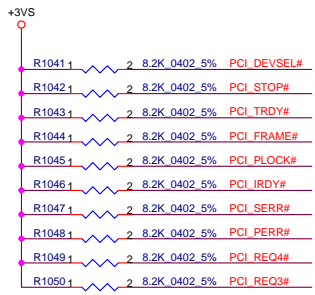 +3VS
R1041 1 2 8.2K_0402_5% PCI_DEVSEL#
R1042 1 2 8.2K_0402_5% PCI_STOP#
R1043 1 2 8.2K_0402_5% PCI_TRDY#
R1044 1 2 8.2K_0402_5% PCI_FRAME#
R1045 1 2 8.2K_0402_5% PCI_PLOCK#
R1046 1 2 8.2K_0402_5% PCI_IRDY#
R1047 1 2 8.2K_0402_5% PCI_SERR#
R1048 1 2 8.2K_0402_5% PCI_PERR#
R1049 1 2 8.2K_0402_5% PCI_REQ4#
R1050 1 2 8.2K_0402_5% PCI_REQ3#